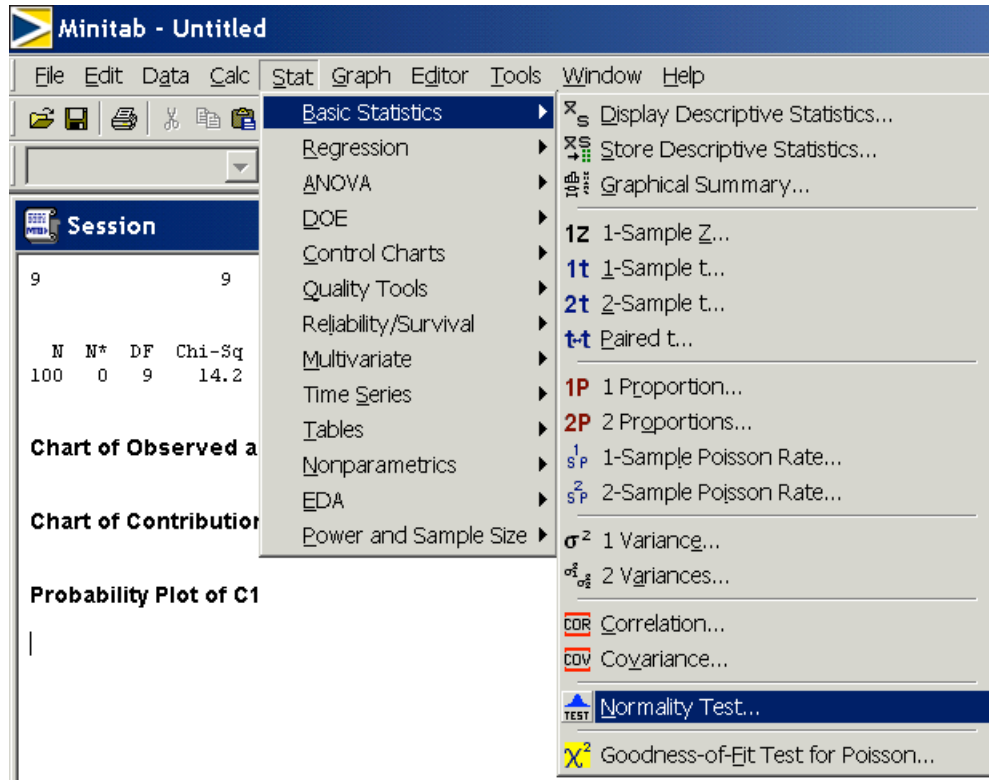 Minitab - Untitled
File Edit Data Calc Stat Graph Editor Tools Window Help
Basic Statistics
Regression
ANOVA
DOE
Control Charts
Quality Tools
Reliability/Survival
Multivariate
Time Series
Tables
Nonparametrics
EDA
Power and Sample Size
Display Descriptive Statistics...
Store Descriptive Statistics...
Graphical Summary...
1Z 1-Sample Z...
1t 1-Sample t...
2t 2-Sample t...
t-t Paired t...
1P 1 Proportion...
2P 2 Proportions...
1-Sample Poisson Rate...
2-Sample Poisson Rate...
σ² 1 Variance...
2 Variances...
COR Correlation...
COV Covariance...
TEST Normality Test...
χ² Goodness-of-Fit Test for Poisson...
Session
9 9
N N* DF Chi-Sq
100 0 9 14.2
Chart of Observed a
Chart of Contribution
Probability Plot of C1